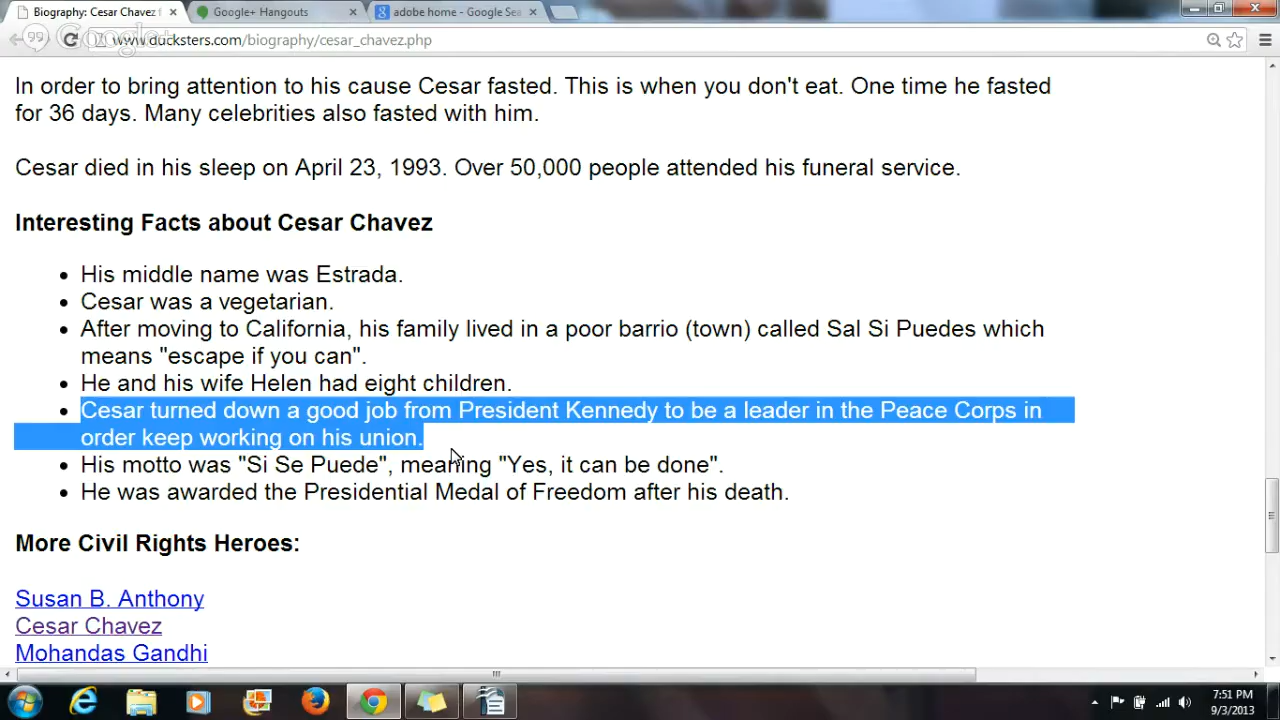 Biography: Cesar Chavez f
Google+ Hangouts
adobe home - Google Sea
Google+
www.ducksters.com/biography/cesar_chavez.php
In order to bring attention to his cause Cesar fasted. This is when you don't eat. One time he fasted
for 36 days. Many celebrities also fasted with him.
Cesar died in his sleep on April 23, 1993. Over 50,000 people attended his funeral service.
Interesting Facts about Cesar Chavez
His middle name was Estrada.
Cesar was a vegetarian.
After moving to California, his family lived in a poor barrio (town) called Sal Si Puedes which
means "escape if you can".
He and his wife Helen had eight children.
Cesar turned down a good job from President Kennedy to be a leader in the Peace Corps in
order keep working on his union.
His motto was "Si Se Puede", meaning "Yes, it can be done".
He was awarded the Presidential Medal of Freedom after his death.
More Civil Rights Heroes:
Susan B. Anthony
Cesar Chavez
Mohandas Gandhi
7:51 PM
9/3/2013